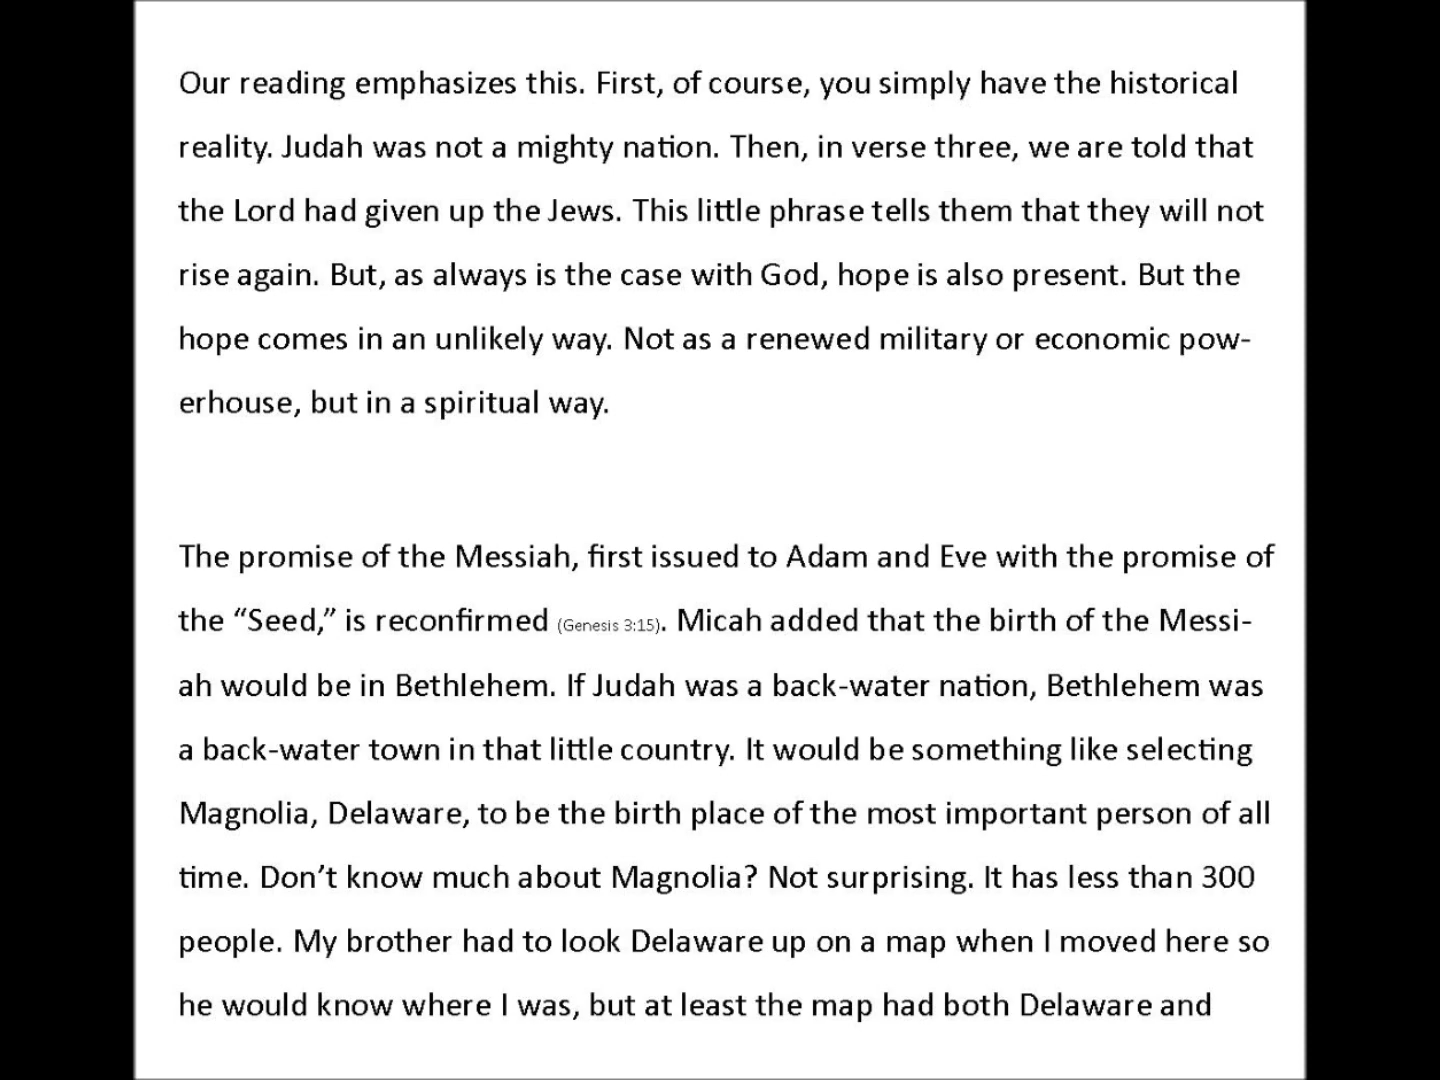 Our reading emphasizes this. First, of course, you simply have the historical
reality. Judah was not a mighty nation. Then, in verse three, we are told that
the Lord had given up the Jews. This little phrase tells them that they will not
rise again. But, as always is the case with God, hope is also present. But the
hope comes in an unlikely way. Not as a renewed military or economic pow-
erhouse, but in a spiritual way.
The promise of the Messiah, first issued to Adam and Eve with the promise of
the “Seed,” is reconfirmed (Genesis 3:15). Micah added that the birth of the Messi-
ah would be in Bethlehem. If Judah was a back-water nation, Bethlehem was
a back-water town in that little country. It would be something like selecting
Magnolia, Delaware, to be the birth place of the most important person of all
time. Don’t know much about Magnolia? Not surprising. It has less than 300
people. My brother had to look Delaware up on a map when I moved here so
he would know where I was, but at least the map had both Delaware and